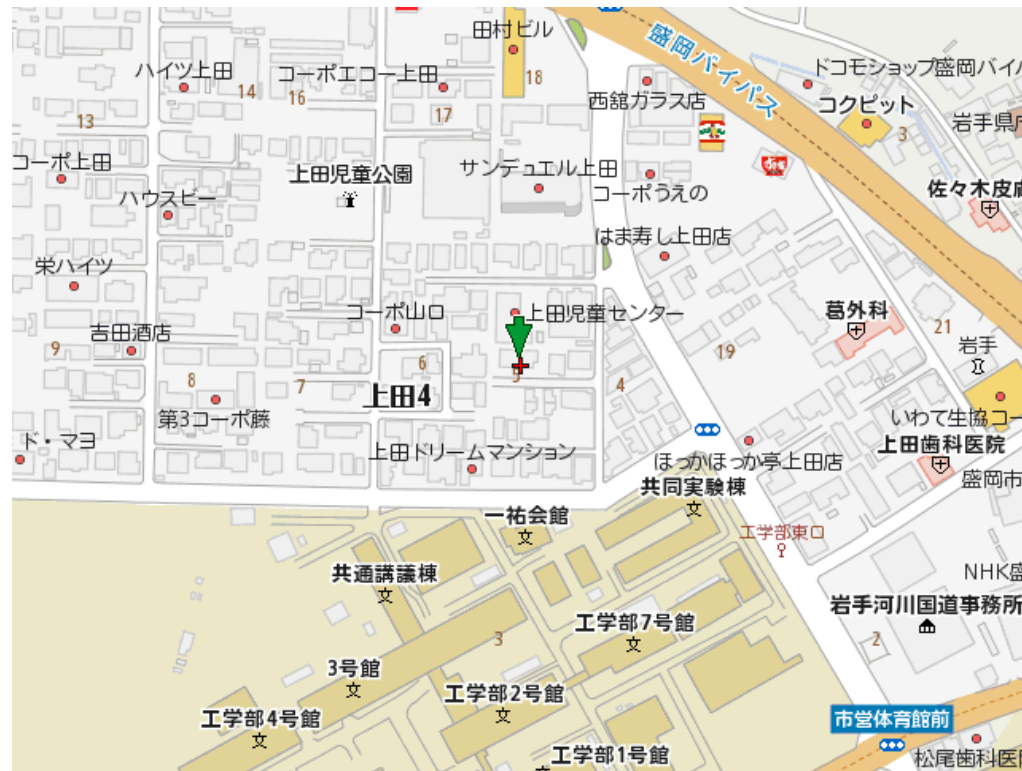 田村ビル
盛岡バイパス
ハイツ上田
14
コーポエコー上田
16
18
17
ドコモショップ盛岡バイ
西舘ガラス店
コクピット
3
岩手県
13
コーポ上田
上田児童公園
サンデュエル上田
コーポうえの
佐々木皮膚
ハウスビー
はま寿し上田店
栄ハイツ
コーポ山口
上田児童センター
葛外科
21
吉田酒店
9
6
19
岩手
8
7
上田4
5
4
第3コーポ藤
いわて生協コー
ド・マヨ
上田ドリームマンション
ほっかほっか亭上田店
上田歯科医院
盛岡市
共同実験棟
一祐会館
工学部東口
共通講議棟
NHK盛
岩手河川国道事務所
工学部7号館
3
2
3号館
工学部2号館
工学部4号館
市営体育館前
工学部1号館
松尾歯科医